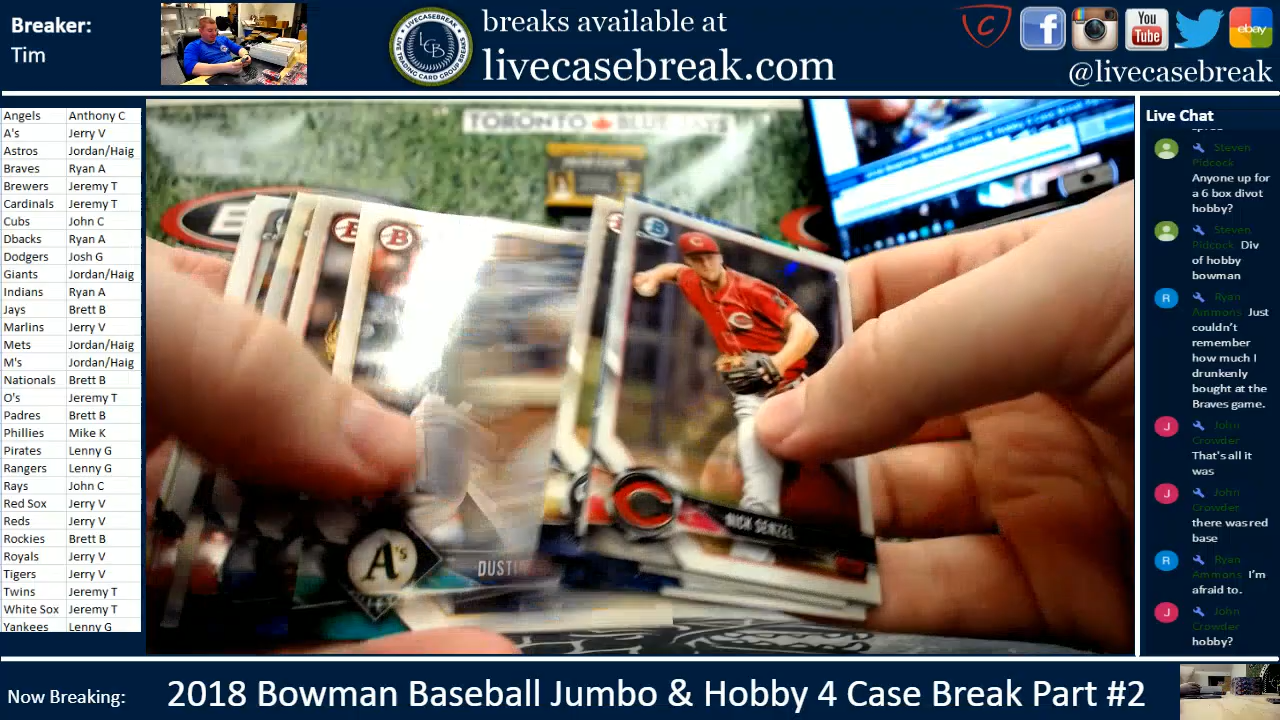 Breaker:
Tim
breaks available at
livecasebreak.com
You
Tube
ebay
@livecasebreak
Angels Anthony C
A's Jerry V
Astros Jordan/Haig
Braves Ryan A
Brewers Jeremy T
Cardinals Jeremy T
Cubs John C
Dbacks Ryan A
Dodgers Josh G
Giants Jordan/Haig
Indians Ryan A
Jays Brett B
Marlins Jerry V
Mets Jordan/Haig
M's Jordan/Haig
Nationals Brett B
O's Jeremy T
Padres Brett B
Phillies Mike K
Pirates Lenny G
Rangers Lenny G
Rays John C
Red Sox Jerry V
Reds Jerry V
Rockies Brett B
Royals Jerry V
Tigers Jerry V
Twins Jeremy T
White Sox Jeremy T
Yankees Lenny G
TORONTO BLUE JAYS
NICK SENZEL
A's
DUSTI
Live Chat
Steven
Pidcock
Anyone up for
a 6 box divot
hobby?
Steven
Pidcock Div
of hobby
bowman
Ryan
Ammons Just
couldn't
remember
how much I
drunkenly
bought at the
Braves game.
John
Crowder
That's all it
was
John
Crowder
there was red
base
Ryan
Ammons I'm
afraid to.
John
Crowder
hobby?
Now Breaking:
2018 Bowman Baseball Jumbo & Hobby 4 Case Break Part #2